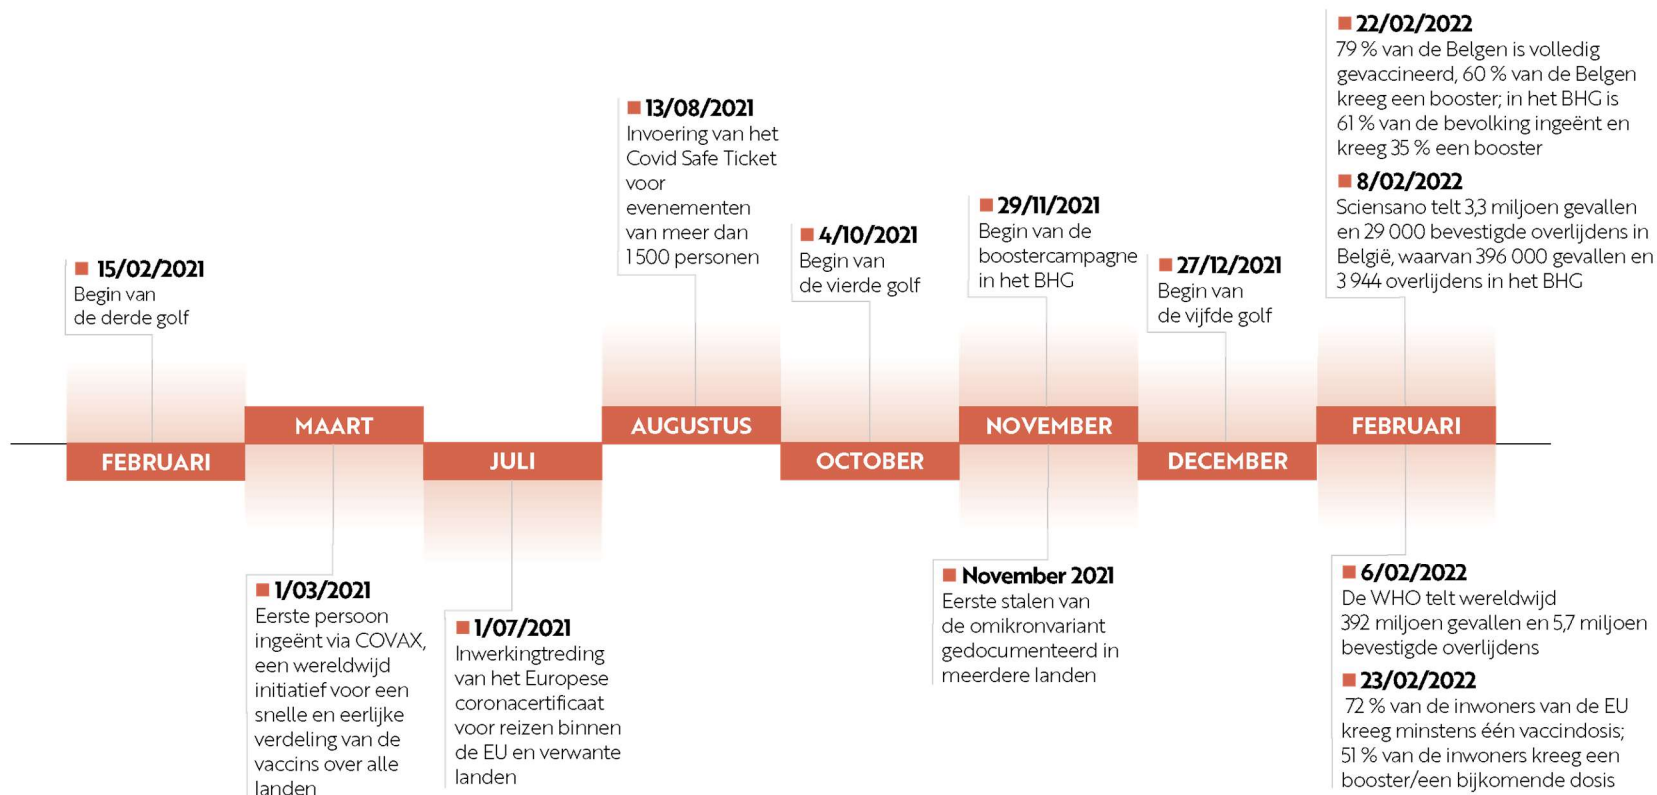 15/02/2021
Begin van
de derde golf
FEBRUARI
MAART
1/03/2021
Eerste persoon
ingeënt via COVAX,
een wereldwijd
initiatief voor een
snelle en eerlijke
verdeling van de
vaccins over alle
landen
JULI
1/07/2021
Inwerkingtreding
van het Europese
coronacertificaat
voor reizen binnen
de EU en verwante
landen
13/08/2021
Invoering van het
Covid Safe Ticket
voor
evenementen
van meer dan
1 500 personen
AUGUSTUS
4/10/2021
Begin van
de vierde golf
OCTOBER
29/11/2021
Begin van de
boostercampagne
in het BHG
NOVEMBER
November 2021
Eerste stalen van
de omikronvariant
gedocumenteerd in
meerdere landen
27/12/2021
Begin van
de vijfde golf
DECEMBER
22/02/2022
79 % van de Belgen is volledig
gevaccineerd, 60 % van de Belgen
kreeg een booster; in het BHG is
61 % van de bevolking ingeënt en
kreeg 35 % een booster
8/02/2022
Sciensano telt 3,3 miljoen gevallen
en 29 000 bevestigde overlijdens in
België, waarvan 396 000 gevallen en
3 944 overlijdens in het BHG
FEBRUARI
6/02/2022
De WHO telt wereldwijd
392 miljoen gevallen en 5,7 miljoen
bevestigde overlijdens
23/02/2022
72 % van de inwoners van de EU
kreeg minstens één vaccindosis;
51 % van de inwoners kreeg een
booster/een bijkomende dosis